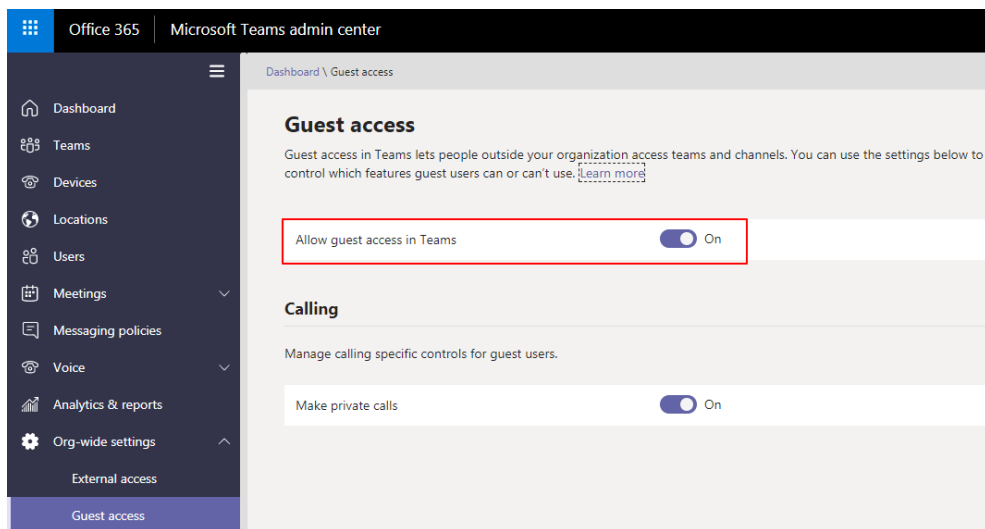 Office 365
Microsoft Teams admin center
Dashboard \ Guest access
Dashboard
Teams
Devices
Locations
Users
Meetings
Messaging policies
Voice
Analytics & reports
Org-wide settings
External access
Guest access
Guest access
Guest access in Teams lets people outside your organization access teams and channels. You can use the settings below to
control which features guest users can or can't use. Learn more
Allow guest access in Teams
On
Calling
Manage calling specific controls for guest users.
Make private calls
On